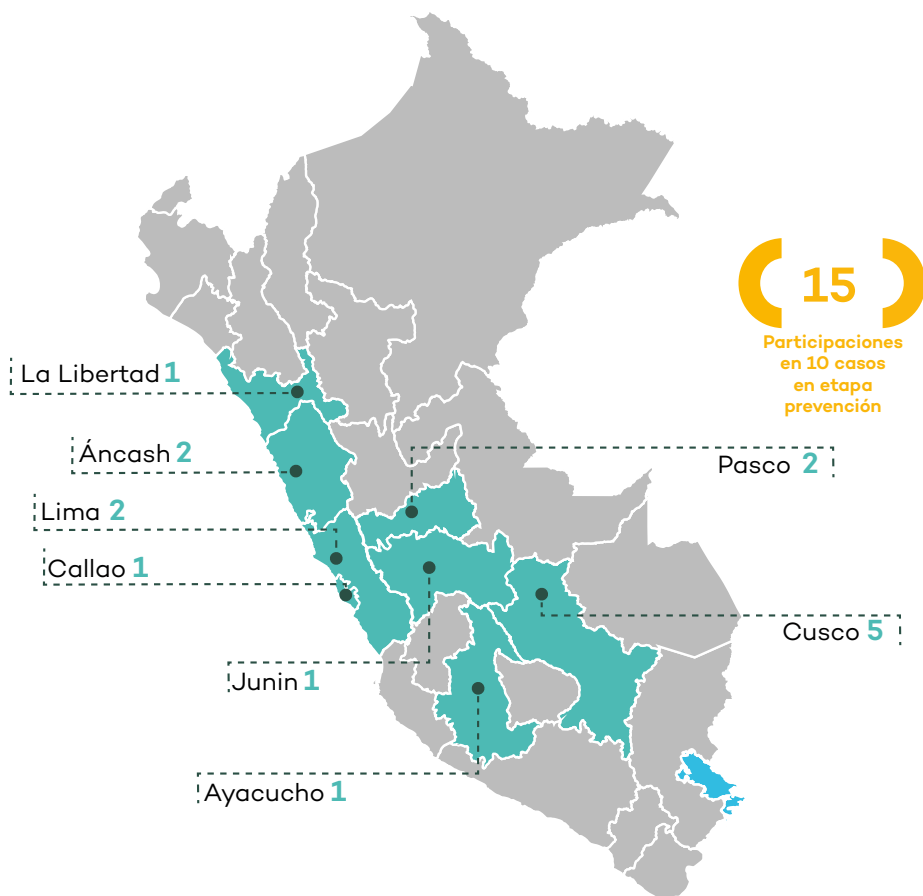 15
Participaciones
en 10 casos
en etapa
prevención
La Libertad 1
Áncash 2
Pasco 2
Lima 2
Callao 1
Cusco 5
Junin 1
Ayacucho 1